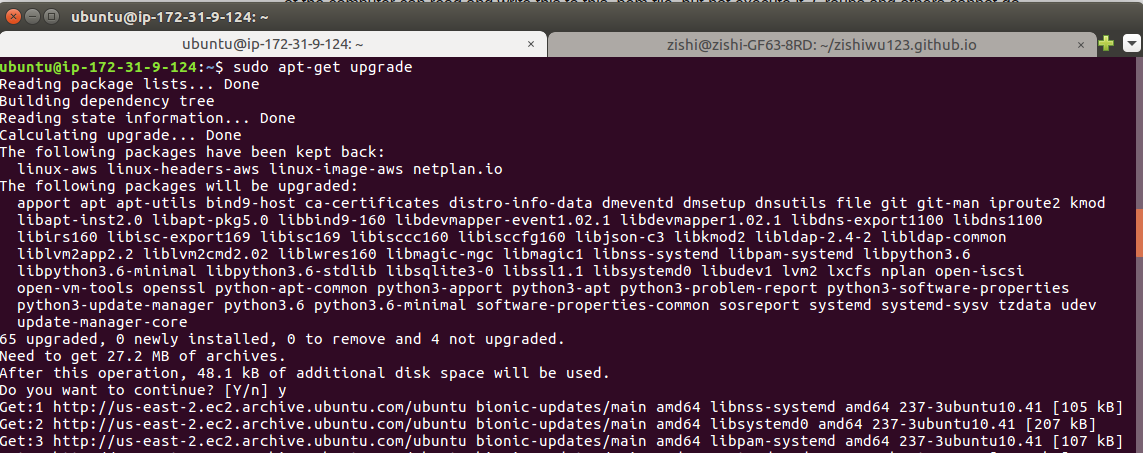 ubuntu@ip-172-31-9-124: ~
ubuntu@ip-172-31-9-124: ~ × zishi@zishi-GF63-8RD: ~/zishiwu123.github.io ×
ubuntu@ip-172-31-9-124:~$ sudo apt-get upgrade
Reading package lists... Done
Building dependency tree
Reading state information... Done
Calculating upgrade... Done
The following packages have been kept back:
  linux-aws linux-headers-aws linux-image-aws netplan.io
The following packages will be upgraded:
  apport apt apt-utils bind9-host ca-certificates distro-info-data dmeventd dmsetup dnsutils file git git-man iproute2 kmod
  libapt-inst2.0 libapt-pkg5.0 libbind9-160 libdevmapper-event1.02.1 libdevmapper1.02.1 libdns-export1100 libdns1100
  libirs160 libisc-export169 libisc169 libisccc160 libisccfg160 libjson-c3 libkmod2 libldap-2.4-2 libldap-common
  liblvm2app2.2 liblvm2cmd2.02 liblwres160 libmagic-mgc libmagic1 libnss-systemd libpam-systemd libpython3.6
  libpython3.6-minimal libpython3.6-stdlib libsqlite3-0 libssl1.1 libsystemd0 libudev1 lvm2 lxcfs nplan open-iscsi
  open-vm-tools openssl python-apt-common python3-apport python3-apt python3-problem-report python3-software-properties
  python3-update-manager python3.6 python3.6-minimal software-properties-common sosreport systemd systemd-sysv tzdata udev
  update-manager-core
65 upgraded, 0 newly installed, 0 to remove and 4 not upgraded.
Need to get 27.2 MB of archives.
After this operation, 48.1 kB of additional disk space will be used.
Do you want to continue? [Y/n] y
Get:1 http://us-east-2.ec2.archive.ubuntu.com/ubuntu bionic-updates/main amd64 libnss-systemd amd64 237-3ubuntu10.41 [105 kB]
Get:2 http://us-east-2.ec2.archive.ubuntu.com/ubuntu bionic-updates/main amd64 libsystemd0 amd64 237-3ubuntu10.41 [207 kB]
Get:3 http://us-east-2.ec2.archive.ubuntu.com/ubuntu bionic-updates/main amd64 libpam-systemd amd64 237-3ubuntu10.41 [107 kB]